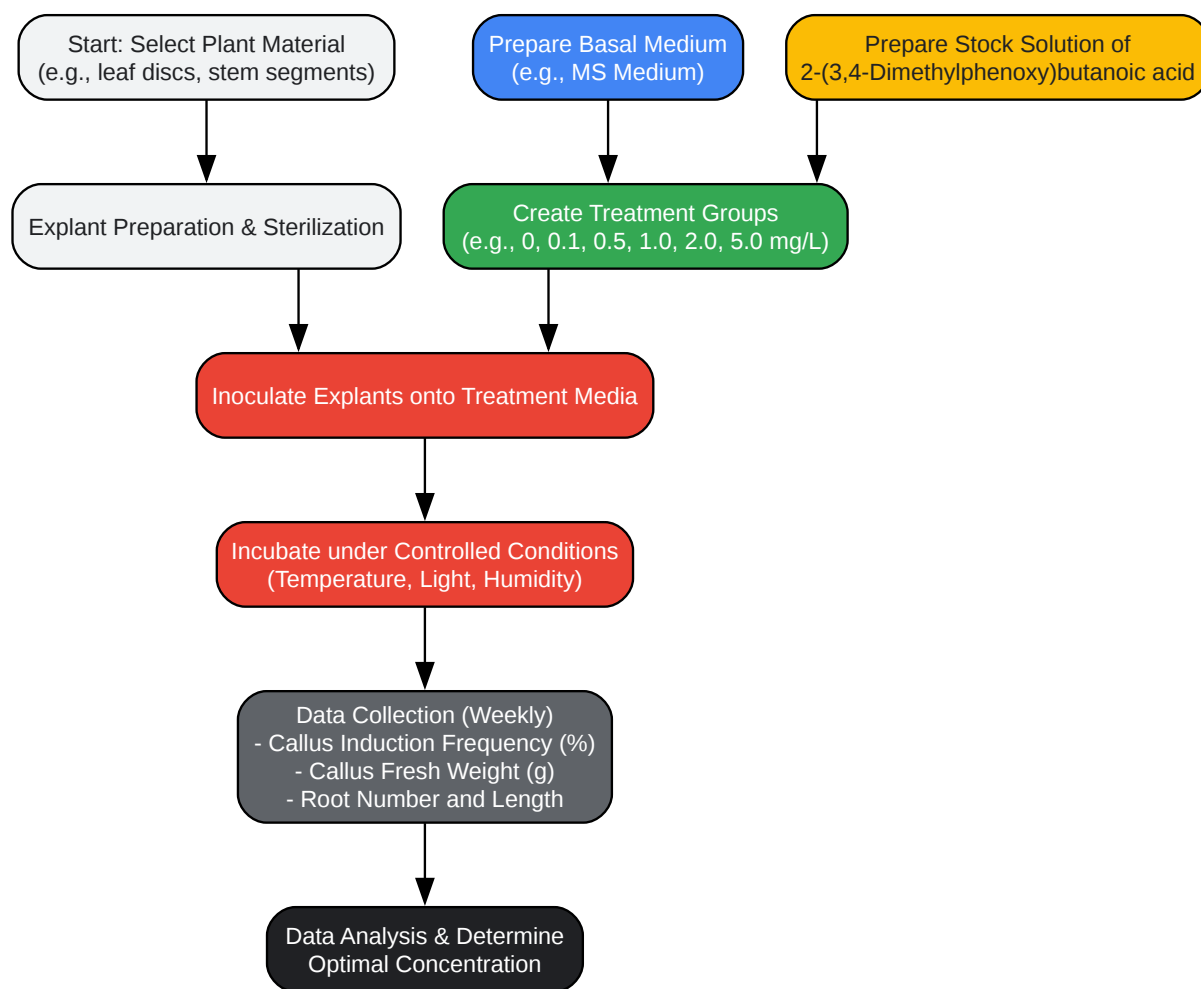 Start: Select Plant Material
(e.g., leaf discs, stem segments)
Prepare Basal Medium
(e.g., MS Medium)
Prepare Stock Solution of
2-(3,4-Dimethylphenoxy)butanoic acid
Explant Preparation & Sterilization
Create Treatment Groups
(e.g., 0, 0.1, 0.5, 1.0, 2.0, 5.0 mg/L)
Inoculate Explants onto Treatment Media
Incubate under Controlled Conditions
(Temperature, Light, Humidity)
Data Collection (Weekly)
- Callus Induction Frequency (%)
- Callus Fresh Weight (g)
- Root Number and Length
Data Analysis & Determine
Optimal Concentration